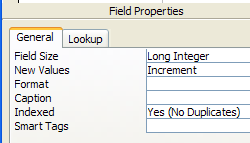 Field Properties
General Lookup
Field Size Long Integer
New Values Increment
Format
Caption
Indexed Yes (No Duplicates)
Smart Tags